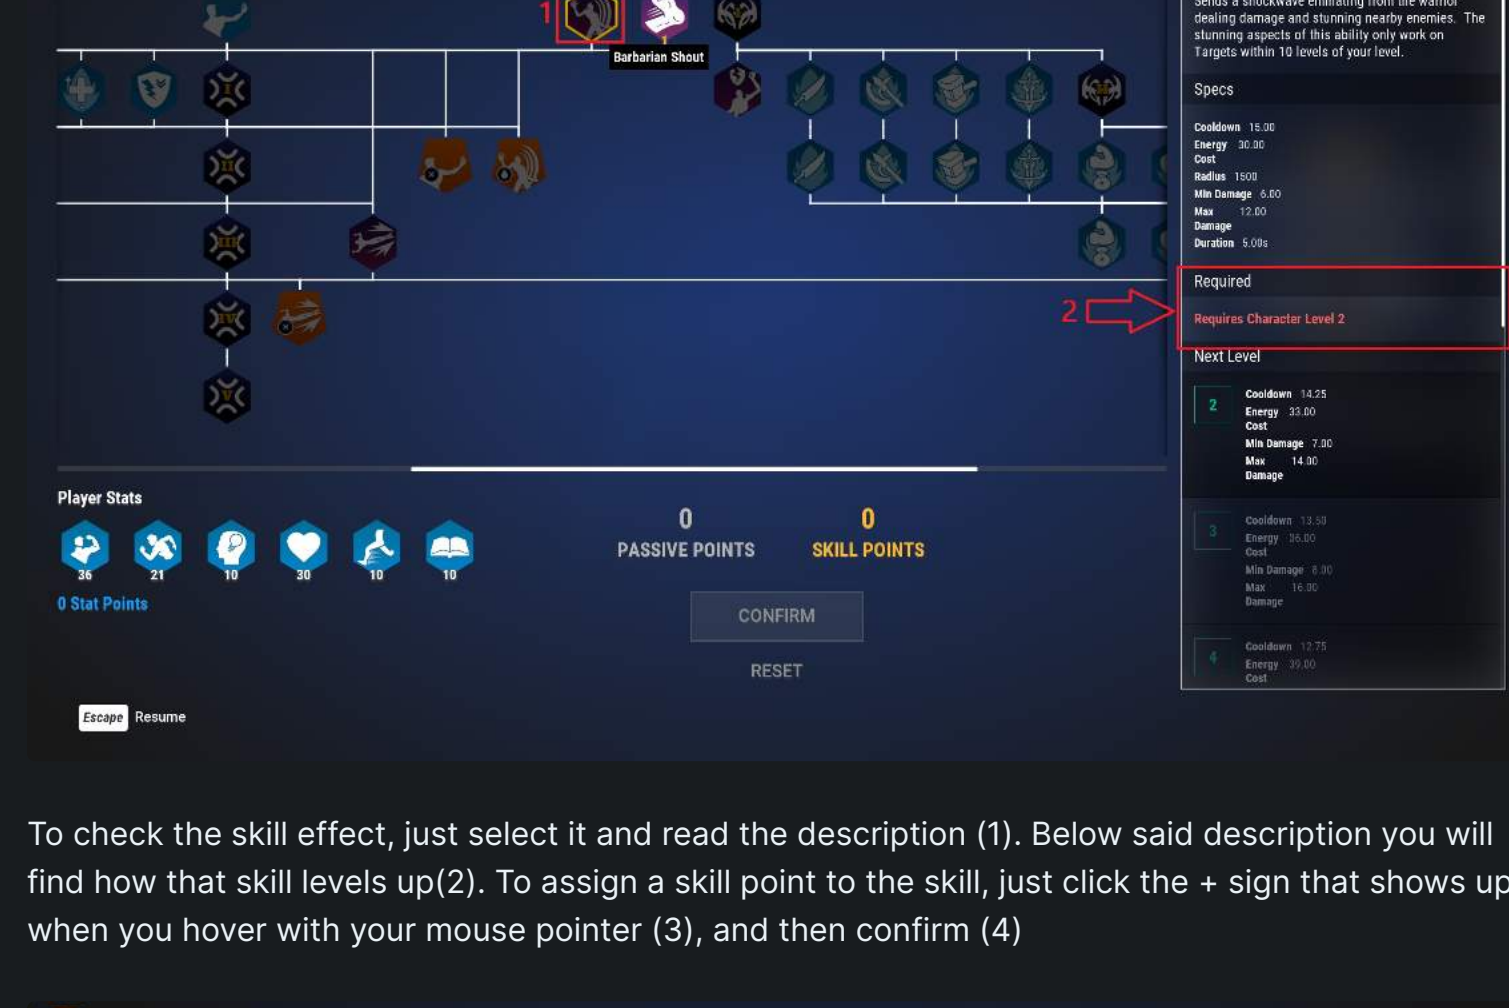 Sends a shockwave eminating from the warrior
dealing damage and stunning nearby enemies. The
stunning aspects of this ability only work on
Targets within 10 levels of your level.
1
1
Barbarian Shout
Specs
Cooldown 15.00
Energy 30.00
Cost
Radius 1500
Min Damage 6.00
Max 12.00
Damage
Duration 5.00s
I
II
III
IV
V
Required
2
Requires Character Level 2
Next Level
2
Cooldown 14.25
Energy 33.00
Cost
Min Damage 7.00
Max 14.00
Damage
3
Cooldown 13.50
Energy 36.00
Cost
Min Damage 8.00
Max 16.00
Damage
4
Cooldown 12.75
Energy 39.00
Cost
Player Stats
36 21 10 30 10 10
0 Stat Points
0 0
PASSIVE POINTS SKILL POINTS
CONFIRM
RESET
Escape Resume
To check the skill effect, just select it and read the description (1). Below said description you will
find how that skill levels up(2). To assign a skill point to the skill, just click the + sign that shows up
when you hover with your mouse pointer (3), and then confirm (4)